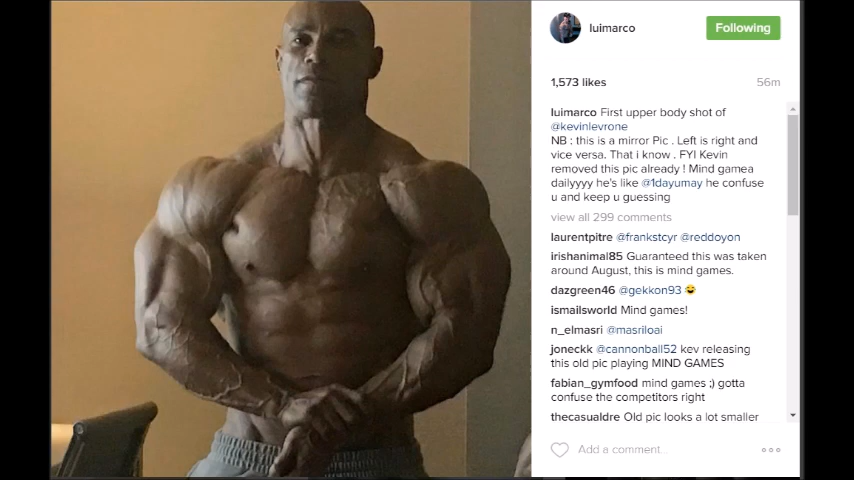 luimarco
Following
1,573 likes
56m
luimarco First upper body shot of
@kevinlevrone
NB : this is a mirror Pic . Left is right and
vice versa. That i know . FYI Kevin
removed this pic already ! Mind gamea
dailyyyy he's like @1dayumay he confuse
u and keep u guessing
view all 299 comments
laurentpitre @frankstcyr @reddoyon
irishanimal85 Guaranteed this was taken
around August, this is mind games.
dazgreen46 @gekkon93 😂
ismailsworld Mind games!
n_elmasri @masriloai
joneckk @cannonball52 kev releasing
this old pic playing MIND GAMES
fabian_gymfood mind games ;) gotta
confuse the competitors right
thecasualdre Old pic looks a lot smaller
Add a comment...